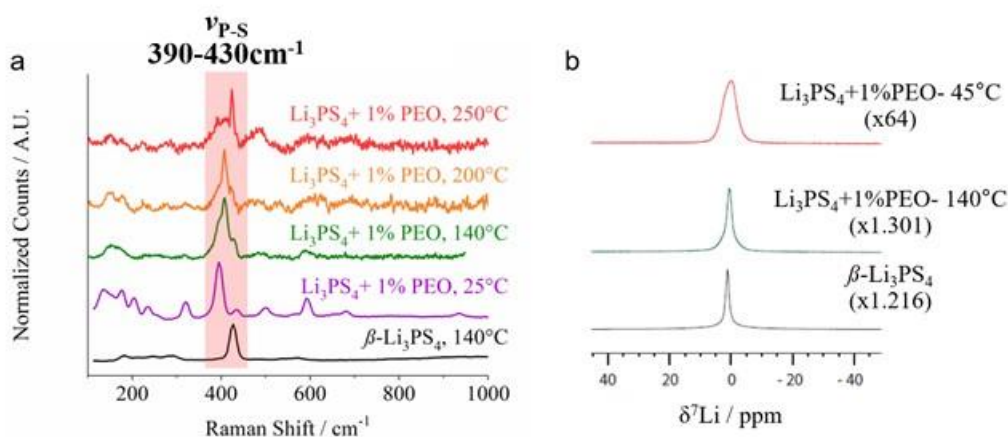 ν_P-S
390-430cm⁻¹
a
Li₃PS₄+ 1% PEO, 250°C
Li₃PS₄+ 1% PEO, 200°C
Li₃PS₄+ 1% PEO, 140°C
Li₃PS₄+ 1% PEO, 25°C
β-Li₃PS₄, 140°C
Normalized Counts / A.U.
200 400 600 800 1000
Raman Shift / cm⁻¹
b
Li₃PS₄+1%PEO- 45°C
(x64)
Li₃PS₄+1%PEO- 140°C
(x1.301)
β-Li₃PS₄
(x1.216)
40 20 0 - 20 - 40
δ⁷Li / ppm